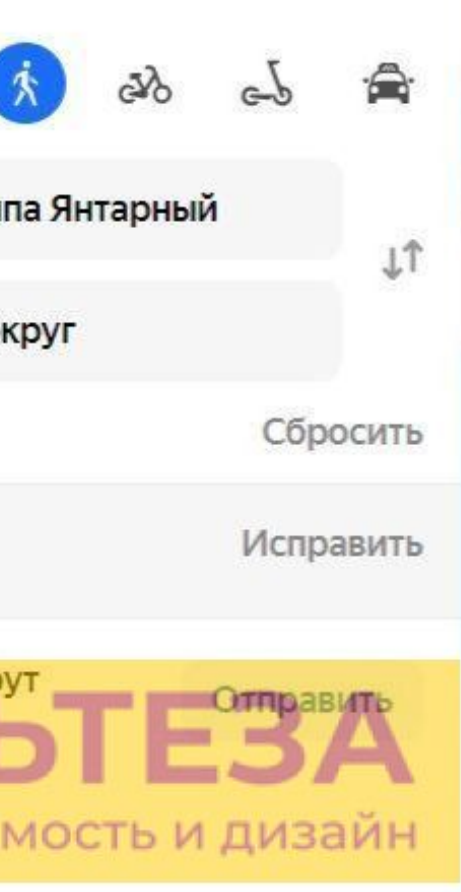 па Янтарный
круг
Сбросить
Исправить
ут
Отправить
ЬТЕЗА
мость и дизайн